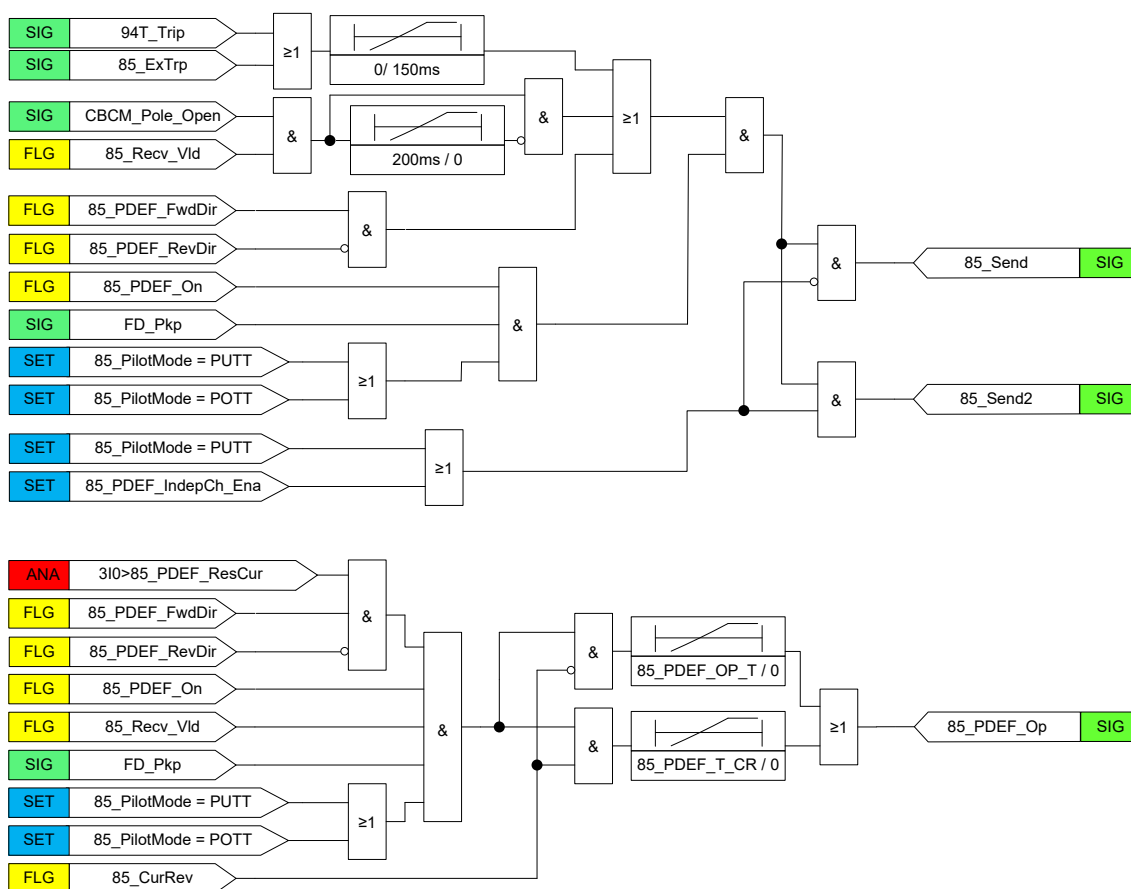 SIG 94T_Trip
SIG 85_ExTrp
≥1
0/ 150ms
SIG CBCM_Pole_Open
FLG 85_Recv_Vld
&
200ms / 0
&
≥1
&
FLG 85_PDEF_FwdDir
FLG 85_PDEF_RevDir
&
FLG 85_PDEF_On
SIG FD_Pkp
SET 85_PilotMode = PUTT
SET 85_PilotMode = POTT
≥1
&
SET 85_PilotMode = PUTT
SET 85_PDEF_IndepCh_Ena
≥1
&
85_Send SIG
&
85_Send2 SIG
ANA 3I0>85_PDEF_ResCur
FLG 85_PDEF_FwdDir
FLG 85_PDEF_RevDir
&
FLG 85_PDEF_On
FLG 85_Recv_Vld
SIG FD_Pkp
SET 85_PilotMode = PUTT
SET 85_PilotMode = POTT
≥1
&
FLG 85_CurRev
&
85_PDEF_OP_T / 0
&
85_PDEF_T_CR / 0
≥1
85_PDEF_Op SIG